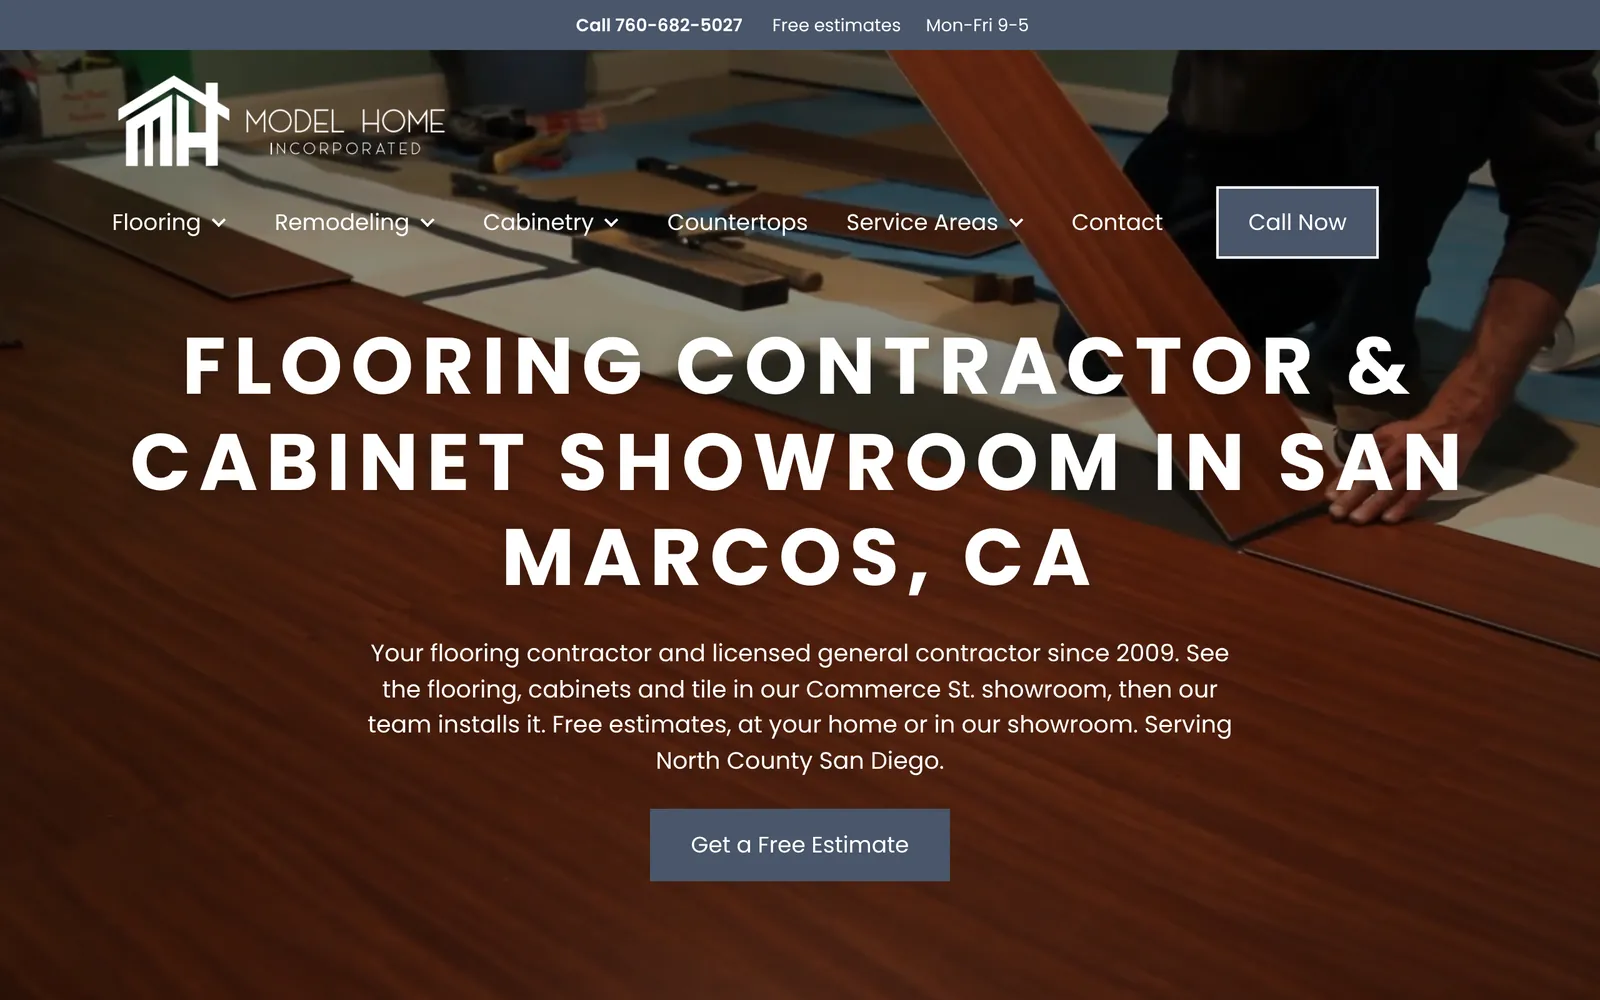 Call 760-682-5027 Free estimates Mon-Fri 9-5
MODEL HOME
INCORPORATED
Flooring Remodeling Cabinetry Countertops Service Areas Contact Call Now
FLOORING CONTRACTOR &
CABINET SHOWROOM IN SAN
MARCOS, CA
Your flooring contractor and licensed general contractor since 2009. See
the flooring, cabinets and tile in our Commerce St. showroom, then our
team installs it. Free estimates, at your home or in our showroom. Serving
North County San Diego.
Get a Free Estimate